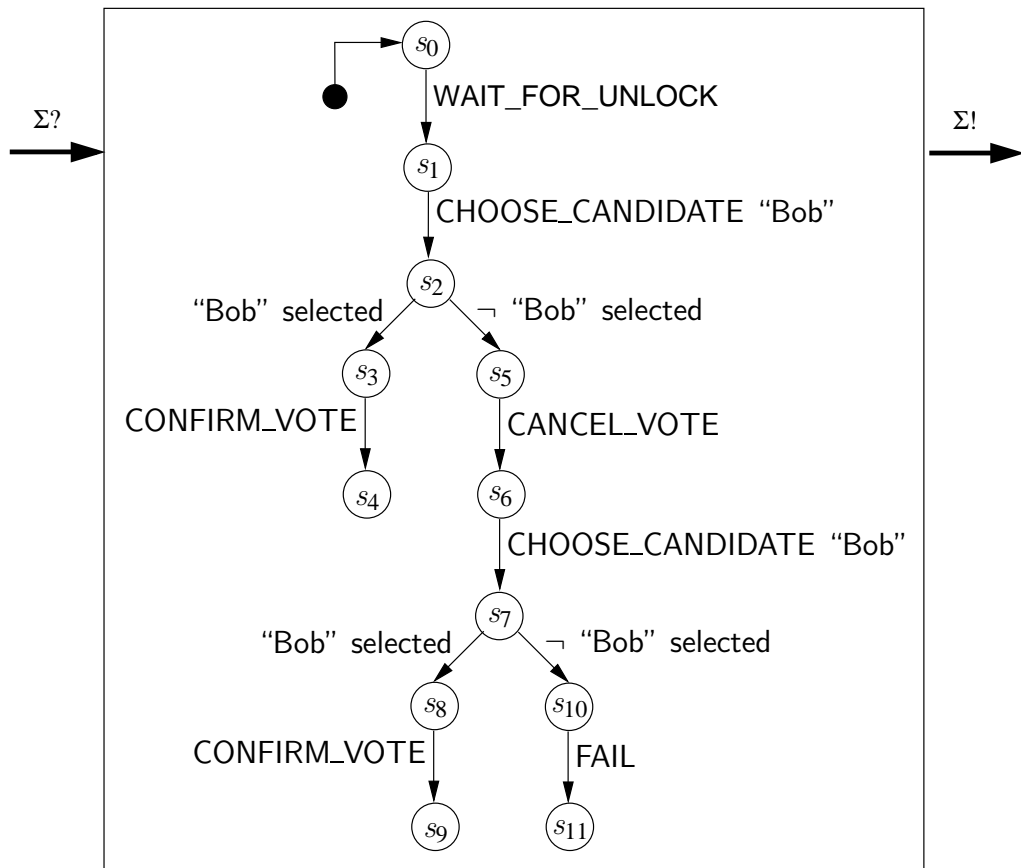 s0
WAIT_FOR_UNLOCK
Σ?
Σ!
s1
CHOOSE_CANDIDATE “Bob”
s2
“Bob” selected
¬ “Bob” selected
s3
s5
CONFIRM_VOTE
CANCEL_VOTE
s4
s6
CHOOSE_CANDIDATE “Bob”
s7
“Bob” selected
¬ “Bob” selected
s8
s10
CONFIRM_VOTE
FAIL
s9
s11